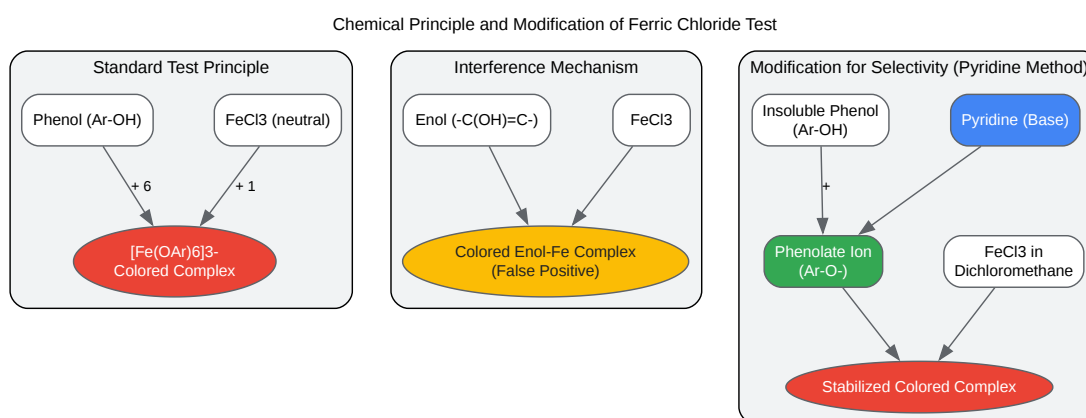 Chemical Principle and Modification of Ferric Chloride Test
Standard Test Principle
Phenol (Ar-OH)
FeCl3 (neutral)
+ 6
+ 1
[Fe(OAr)6]3-
Colored Complex
Interference Mechanism
Enol (-C(OH)=C-)
FeCl3
Colored Enol-Fe Complex
(False Positive)
Modification for Selectivity (Pyridine Method)
Insoluble Phenol
(Ar-OH)
Pyridine (Base)
+
Phenolate Ion
(Ar-O-)
FeCl3 in
Dichloromethane
Stabilized Colored Complex